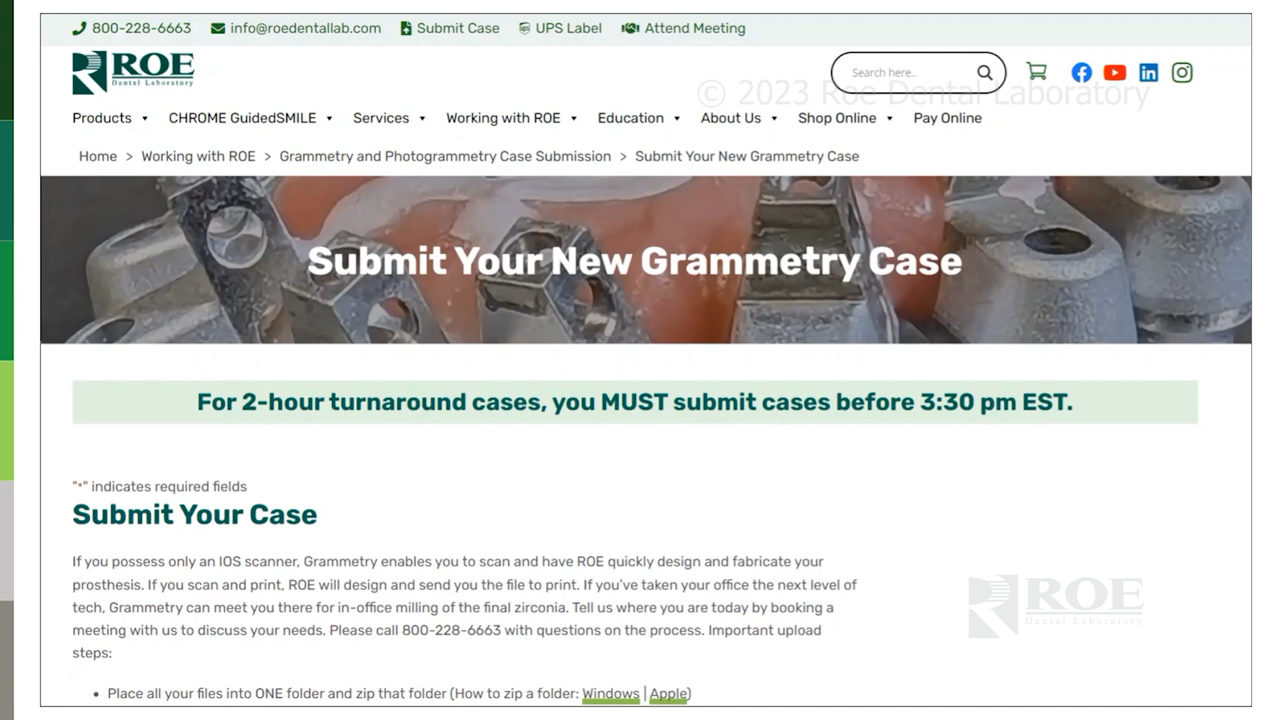 800-228-6663 info@roedentallab.com Submit Case UPS Label Attend Meeting
ROE
Dental Laboratory
Search here..
© 2023 Roe Dental Laboratory
Products CHROME GuidedSMILE Services Working with ROE Education About Us Shop Online Pay Online
Home > Working with ROE > Grammetry and Photogrammetry Case Submission > Submit Your New Grammetry Case
Submit Your New Grammetry Case
For 2-hour turnaround cases, you MUST submit cases before 3:30 pm EST.
"*" indicates required fields
Submit Your Case
If you possess only an IOS scanner, Grammetry enables you to scan and have ROE quickly design and fabricate your
prosthesis. If you scan and print, ROE will design and send you the file to print. If you've taken your office the next level of
tech, Grammetry can meet you there for in-office milling of the final zirconia. Tell us where you are today by booking a
meeting with us to discuss your needs. Please call 800-228-6663 with questions on the process. Important upload
steps:
ROE
Dental Laboratory
• Place all your files into ONE folder and zip that folder (How to zip a folder: Windows | Apple)